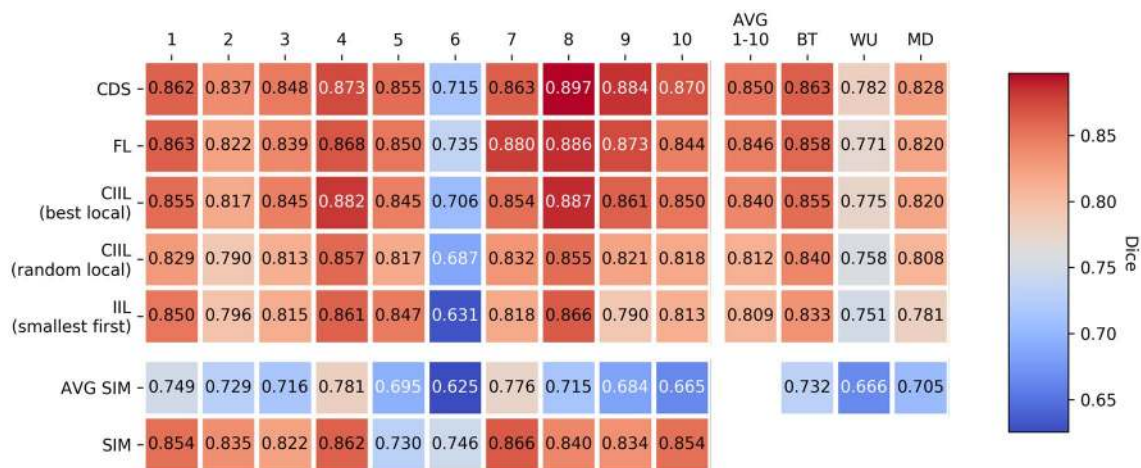 AVG
1 2 3 4 5 6 7 8 9 10 1-10 BT WU MD
CDS 0.862 0.837 0.848 0.873 0.855 0.715 0.863 0.897 0.884 0.870 0.850 0.863 0.782 0.828
FL 0.863 0.822 0.839 0.868 0.850 0.735 0.880 0.886 0.873 0.844 0.846 0.858 0.771 0.820
CIIL
(best local) 0.855 0.817 0.845 0.882 0.845 0.706 0.854 0.887 0.861 0.850 0.840 0.855 0.775 0.820
CIIL
(random local) 0.829 0.790 0.813 0.857 0.817 0.687 0.832 0.855 0.821 0.818 0.812 0.840 0.758 0.808
IIL
(smallest first) 0.850 0.796 0.815 0.861 0.847 0.631 0.818 0.866 0.790 0.813 0.809 0.833 0.751 0.781
AVG SIM 0.749 0.729 0.716 0.781 0.695 0.625 0.776 0.715 0.684 0.665 0.732 0.666 0.705
SIM 0.854 0.835 0.822 0.862 0.730 0.746 0.866 0.840 0.834 0.854
0.85
0.80
0.75
0.70
0.65
Dice